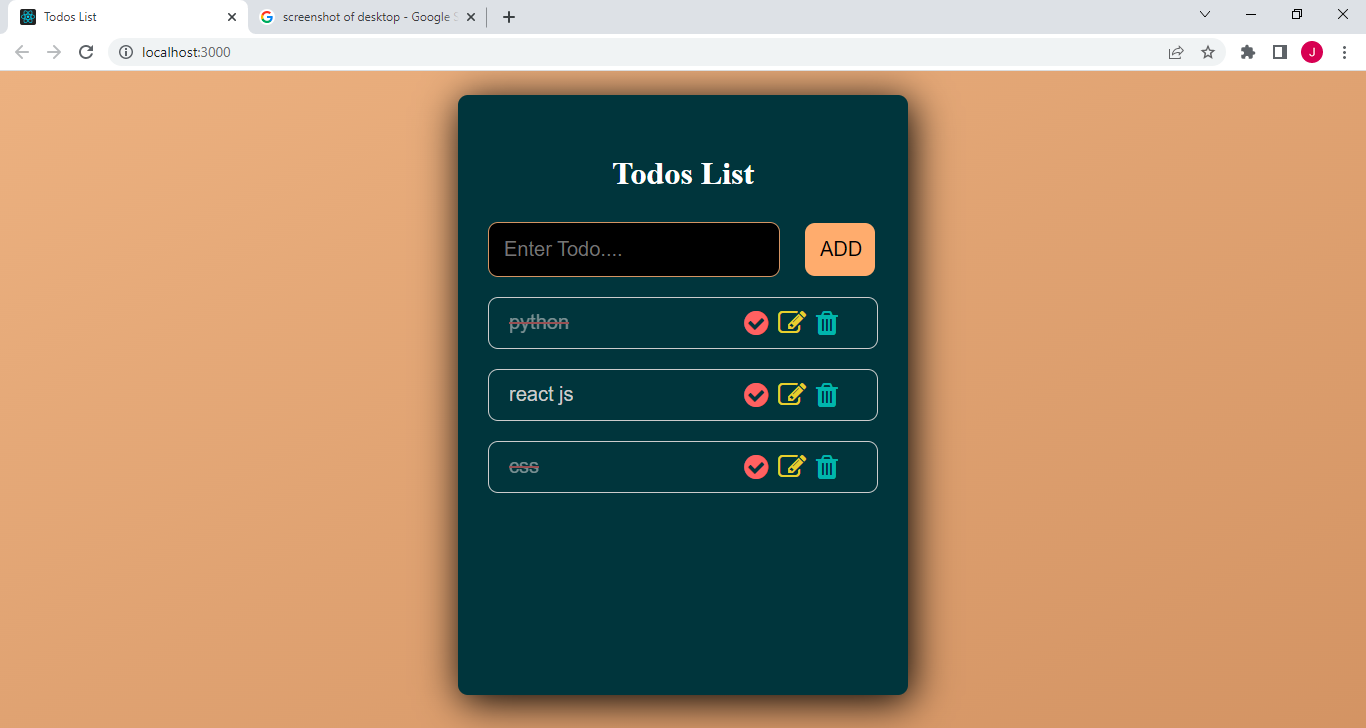 Todos List
screenshot of desktop - Google
localhost:3000
J
Todos List
Enter Todo....
ADD
python
react js
css